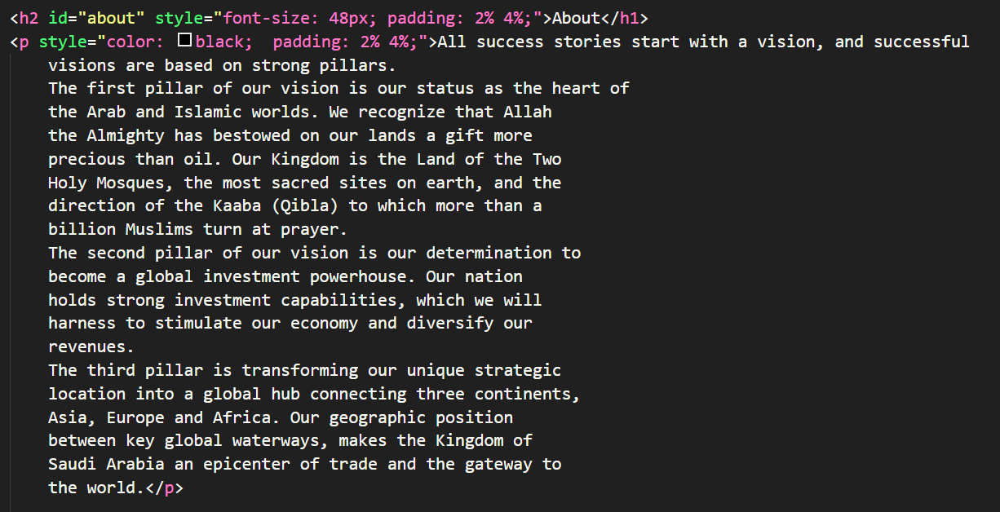 <h2 id="about" style="font-size: 48px; padding: 2% 4%;">About</h1>
<p style="color: black;  padding: 2% 4%;">All success stories start with a vision, and successful
visions are based on strong pillars.
The first pillar of our vision is our status as the heart of
the Arab and Islamic worlds. We recognize that Allah
the Almighty has bestowed on our lands a gift more
precious than oil. Our Kingdom is the Land of the Two
Holy Mosques, the most sacred sites on earth, and the
direction of the Kaaba (Qibla) to which more than a
billion Muslims turn at prayer.
The second pillar of our vision is our determination to
become a global investment powerhouse. Our nation
holds strong investment capabilities, which we will
harness to stimulate our economy and diversify our
revenues.
The third pillar is transforming our unique strategic
location into a global hub connecting three continents,
Asia, Europe and Africa. Our geographic position
between key global waterways, makes the Kingdom of
Saudi Arabia an epicenter of trade and the gateway to
the world.</p>